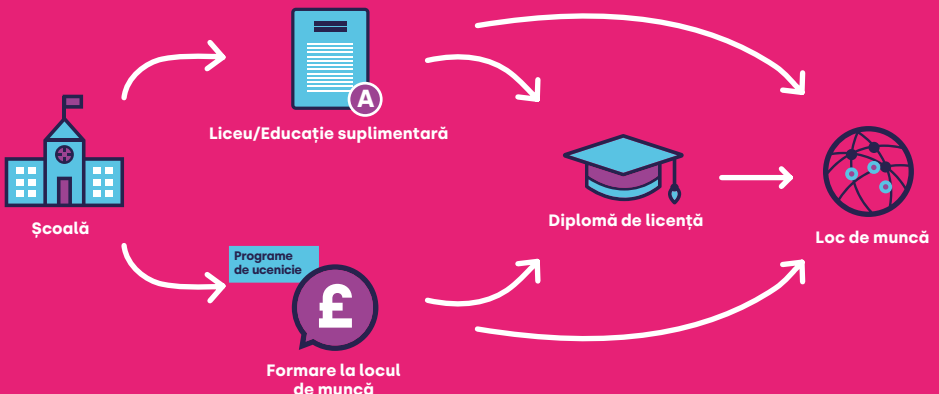 A
Liceu/Educație suplimentară
Școală
Diplomă de licență
Loc de muncă
Programe
de ucenicie
£
Formare la locul
de muncă